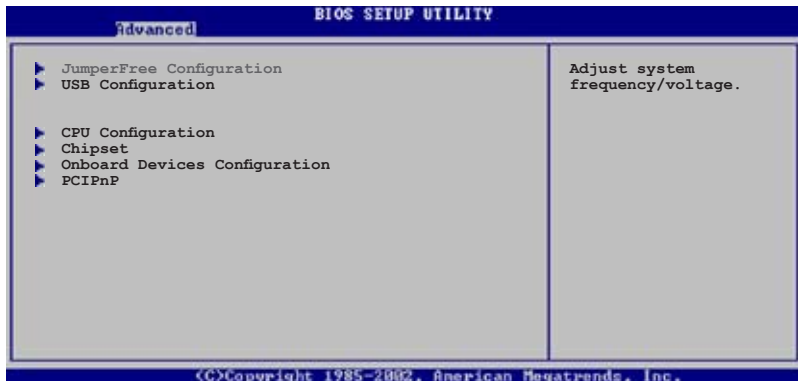 BIOS SETUP UTILITY
Advanced
JumperFree Configuration
USB Configuration
CPU Configuration
Chipset
Onboard Devices Configuration
PCIPnP
Adjust system
frequency/voltage.
(C)Copyright 1985-2002, American Megatrends, Inc.